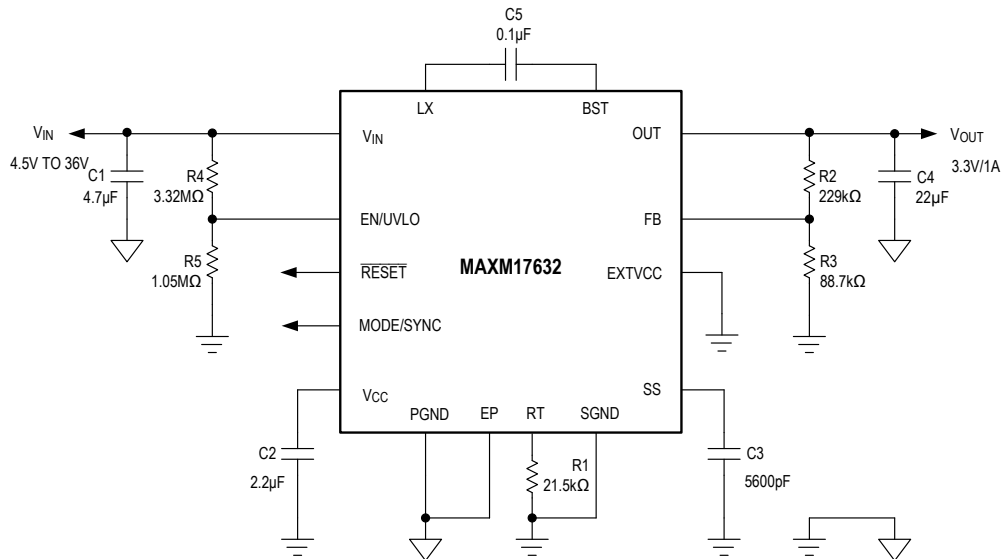 C5
0.1µF
LX
BST
VIN
4.5V TO 36V
C1
4.7µF
R4
3.32MΩ
R5
1.05MΩ
VIN
EN/UVLO
RESET
MODE/SYNC
VCC
MAXM17632
OUT
FB
EXTVCC
SS
PGND
EP
RT
SGND
VOUT
3.3V/1A
R2
229kΩ
C4
22µF
R3
88.7kΩ
C2
2.2µF
R1
21.5kΩ
C3
5600pF